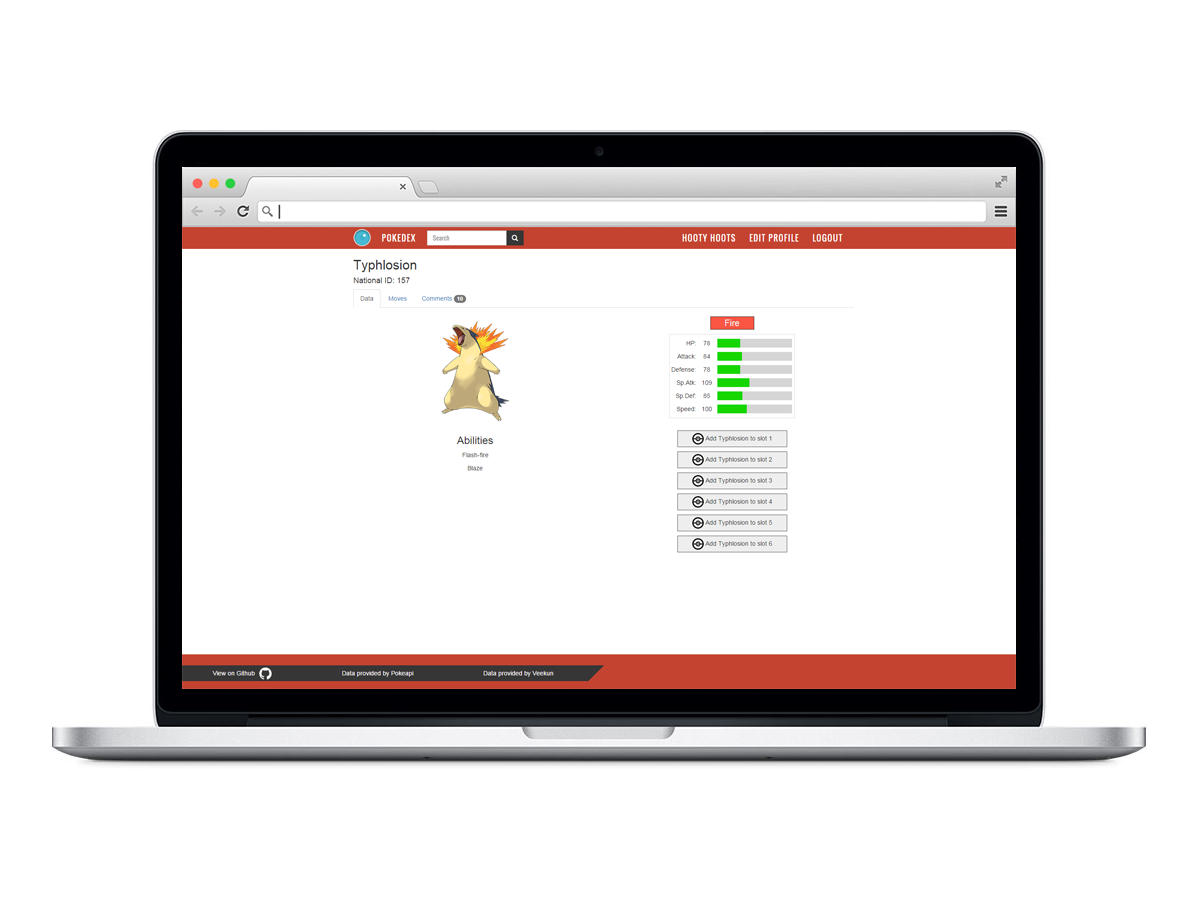 POKEDEX Search HOOTY HOOTS EDIT PROFILE LOGOUT
Typhlosion
National ID: 157
Data Moves Comments 10
Fire
HP: 78
Attack: 84
Defense: 78
Sp.Atk: 109
Sp.Def: 85
Speed: 100
Abilities
Flash-fire
Blaze
Add Typhlosion to slot 1
Add Typhlosion to slot 2
Add Typhlosion to slot 3
Add Typhlosion to slot 4
Add Typhlosion to slot 5
Add Typhlosion to slot 6
View on Github Data provided by Pokeapi Data provided by Veekun